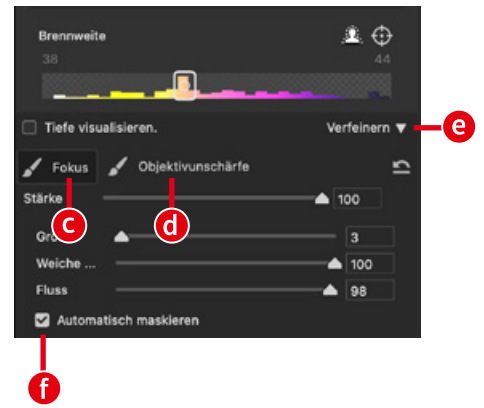 Brennweite
38 44
Tiefe visualisieren. Verfeinern
e
Fokus Objektivunschärfe
Stärke 100
c d
3
Weiche ... 100
Fluss 98
Automatisch maskieren
f